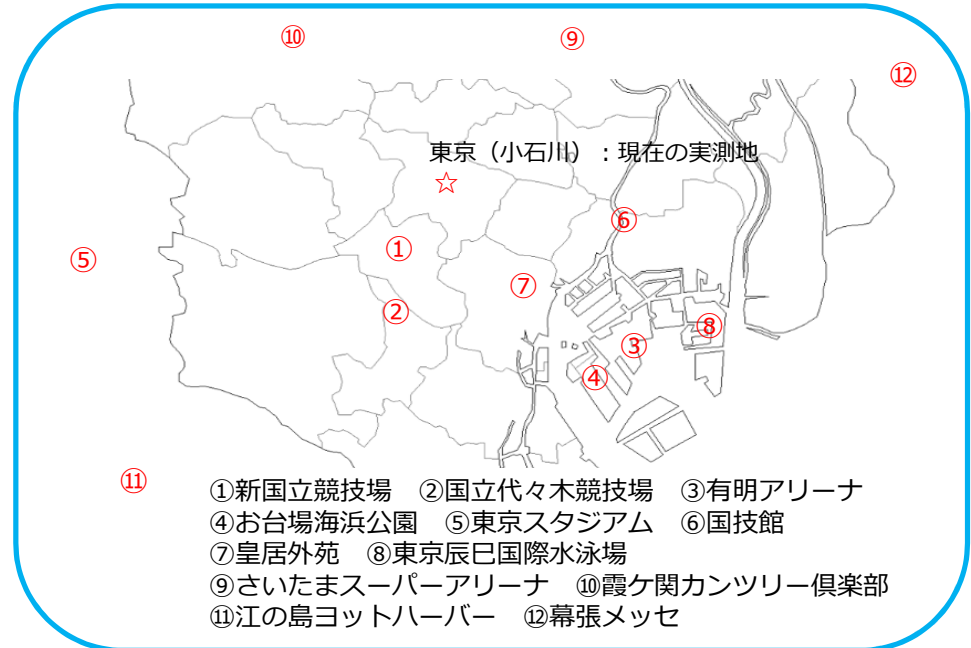 ⑩
⑨
⑫
東京（小石川）：現在の実測地
☆
⑥
①
⑤
⑦
②
⑧
③
④
⑪
①新国立競技場　②国立代々木競技場　③有明アリーナ
④お台場海浜公園　⑤東京スタジアム　⑥国技館
⑦皇居外苑　⑧東京辰巳国際水泳場
⑨さいたまスーパーアリーナ　⑩霞ケ関カンツリー倶楽部
⑪江の島ヨットハーバー　⑫幕張メッセ